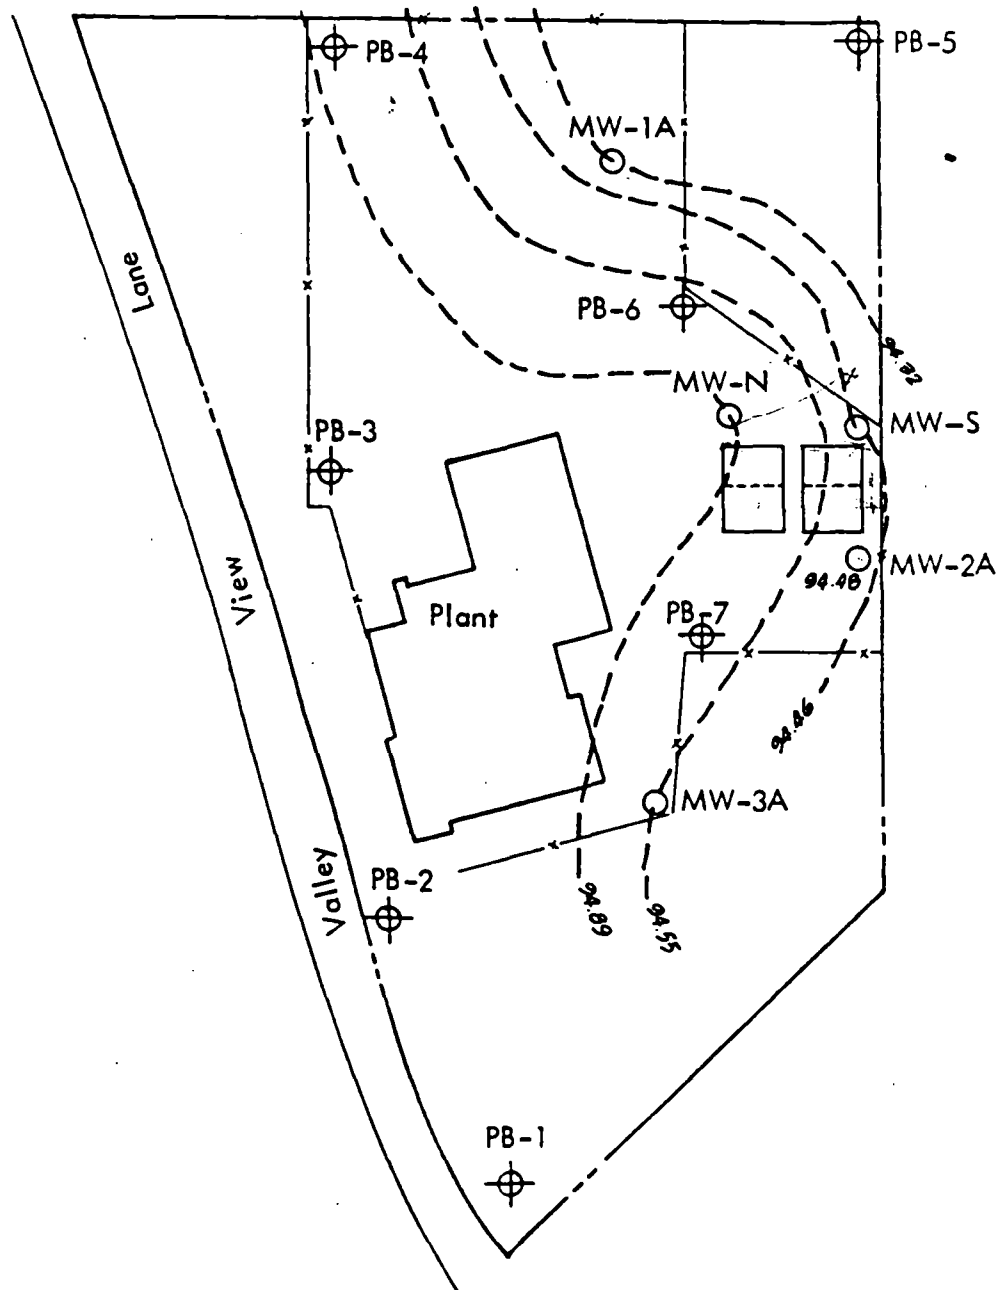 PB-4
PB-5
MW-1A
Lane
PB-6
94.32
MW-N
MW-S
PB-3
MW-2A
94.48
View
Plant
PB-7
94.46
MW-3A
Valley
PB-2
94.89
94.55
PB-1